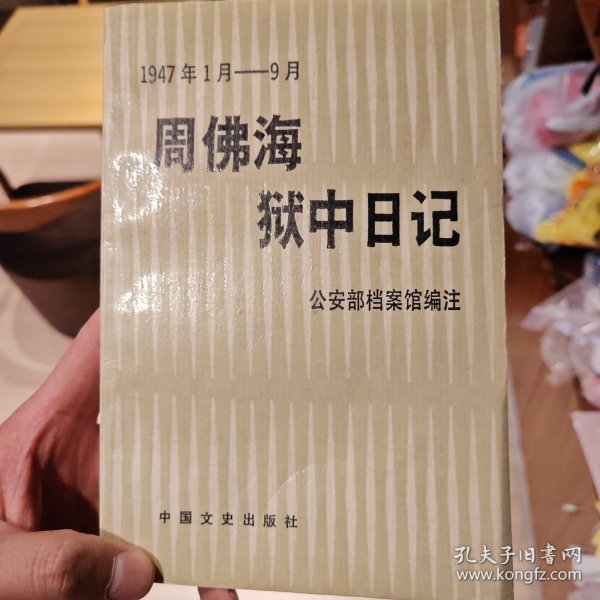 1947年1月——9月
周佛海
狱中日记
公安部档案馆编注
中国文史出版社
孔夫子旧书网
www.kongfz.com